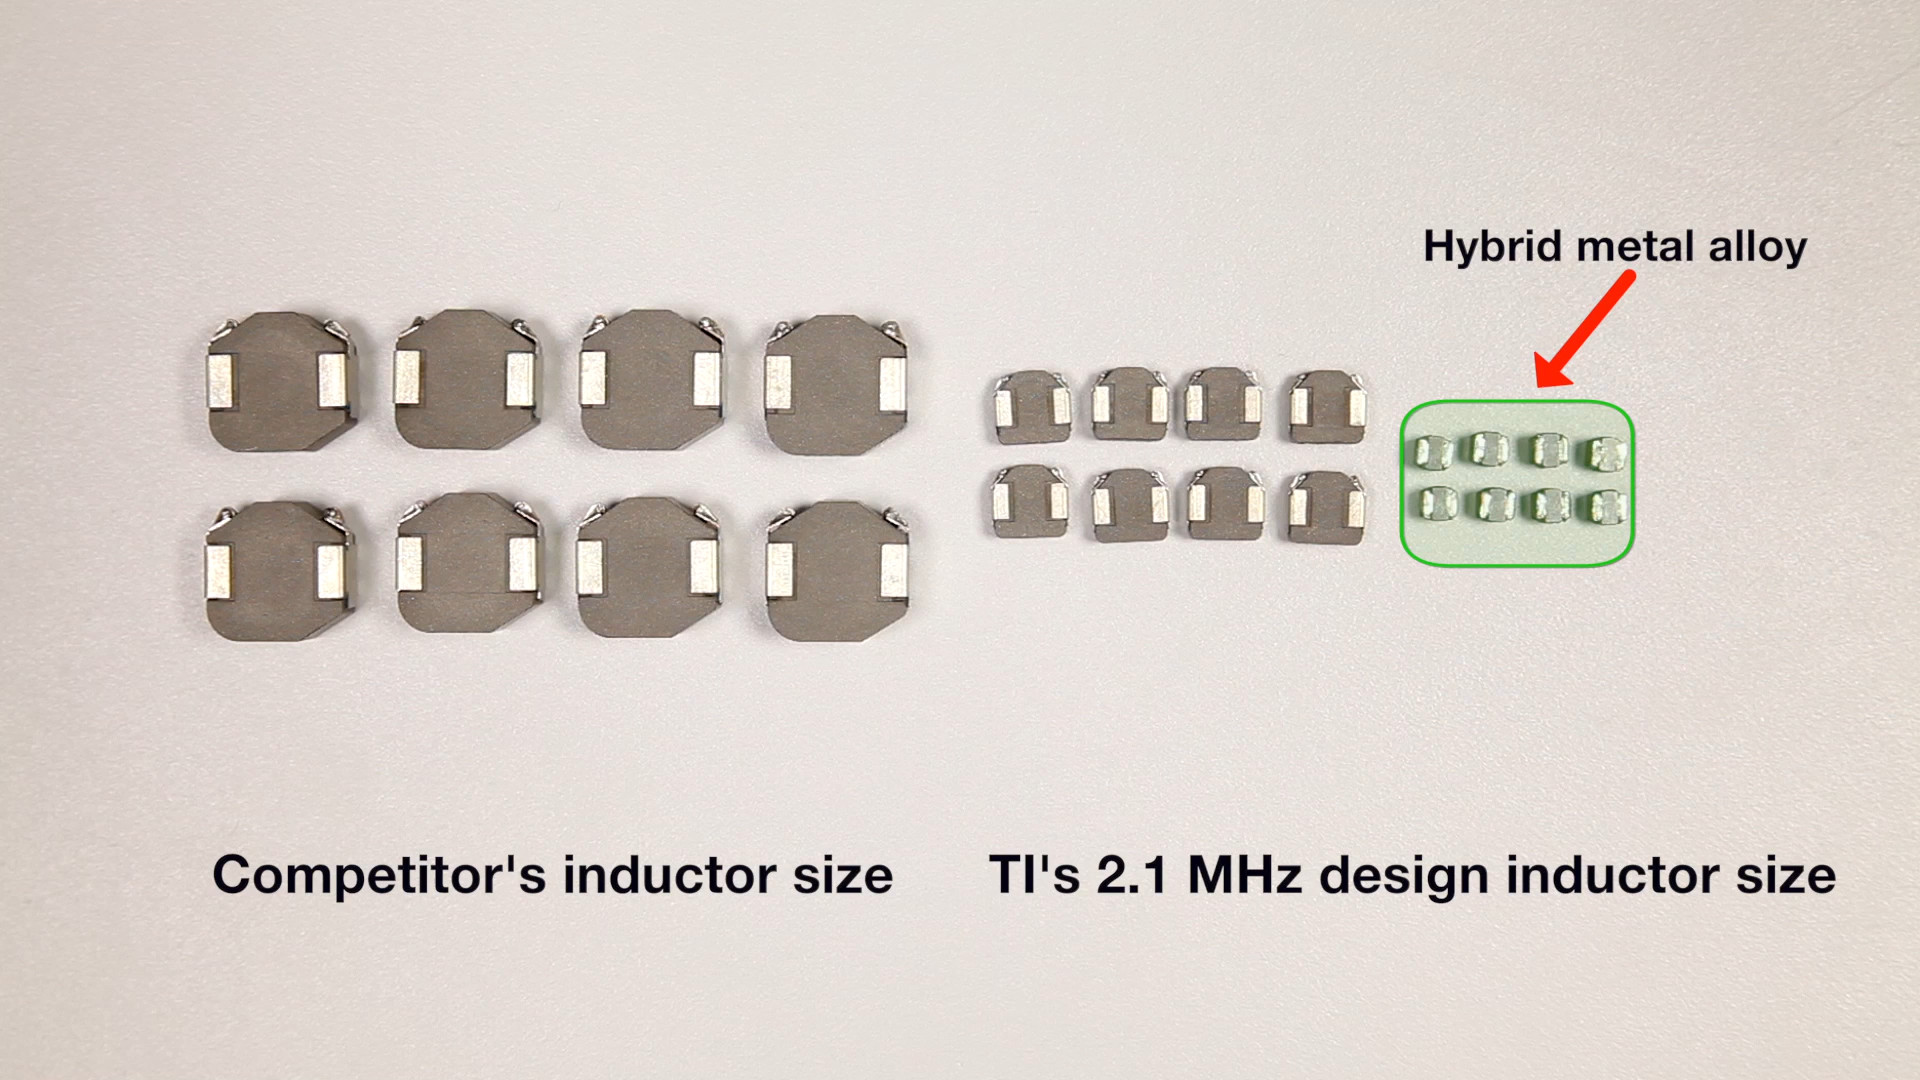 Hybrid metal alloy
Competitor's inductor size
TI's 2.1 MHz design inductor size